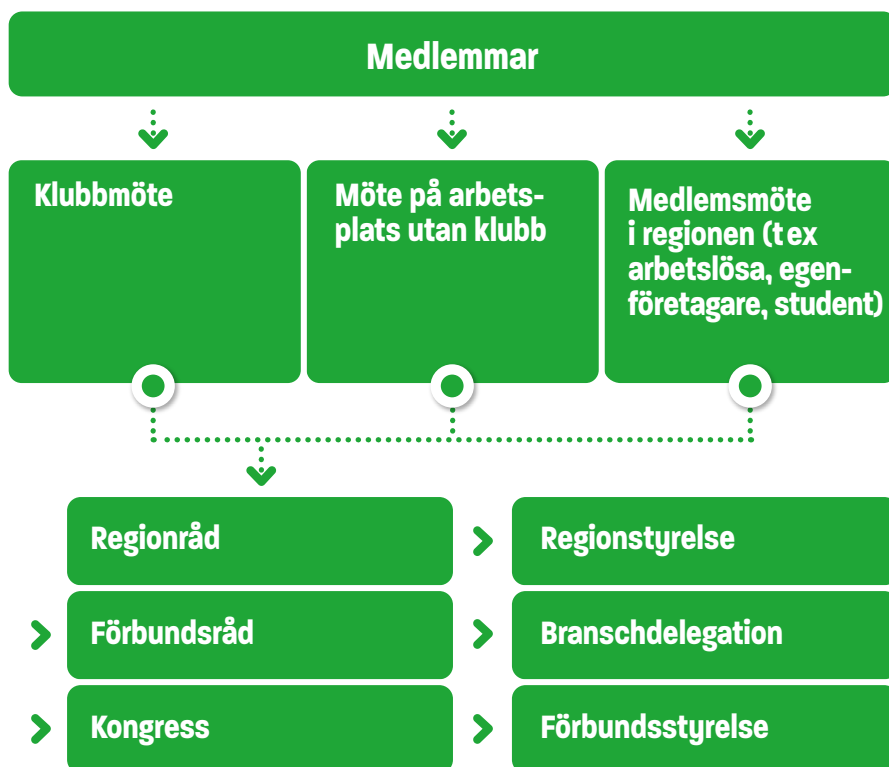 Medlemmar
Klubbmöte
Möte på arbets-
plats utan klubb
Medlemsmöte
i regionen (t ex
arbetslösa, egen-
företagare, student)
Regionråd
Regionstyrelse
Förbundsråd
Branschdelegation
Kongress
Förbundsstyrelse